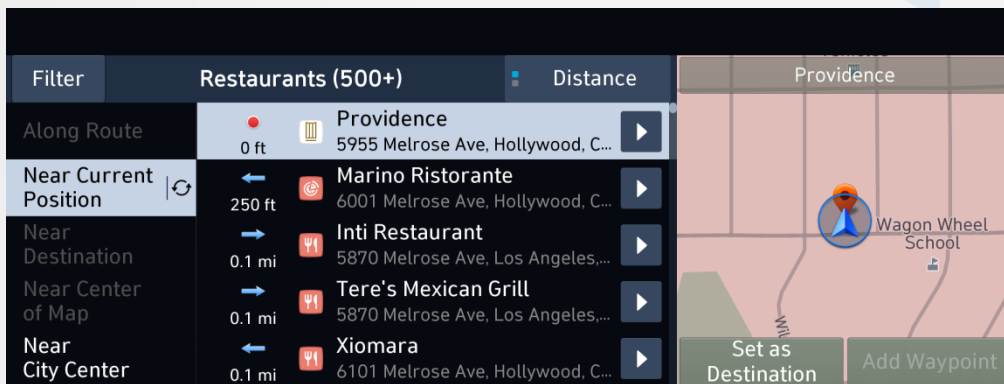 Filter
Restaurants (500+)
Distance
Providence
Along Route
0 ft
Providence
5955 Melrose Ave, Hollywood, C...
Near Current
Position
250 ft
Marino Ristorante
6001 Melrose Ave, Hollywood, C...
Near
Destination
0.1 mi
Inti Restaurant
5870 Melrose Ave, Los Angeles,...
Near Center
of Map
0.1 mi
Tere's Mexican Grill
5870 Melrose Ave, Los Angeles,...
Near
City Center
0.1 mi
Xiomara
6101 Melrose Ave, Hollywood, C...
Wagon Wheel
School
Wil
Set as
Destination
Add Waypoint